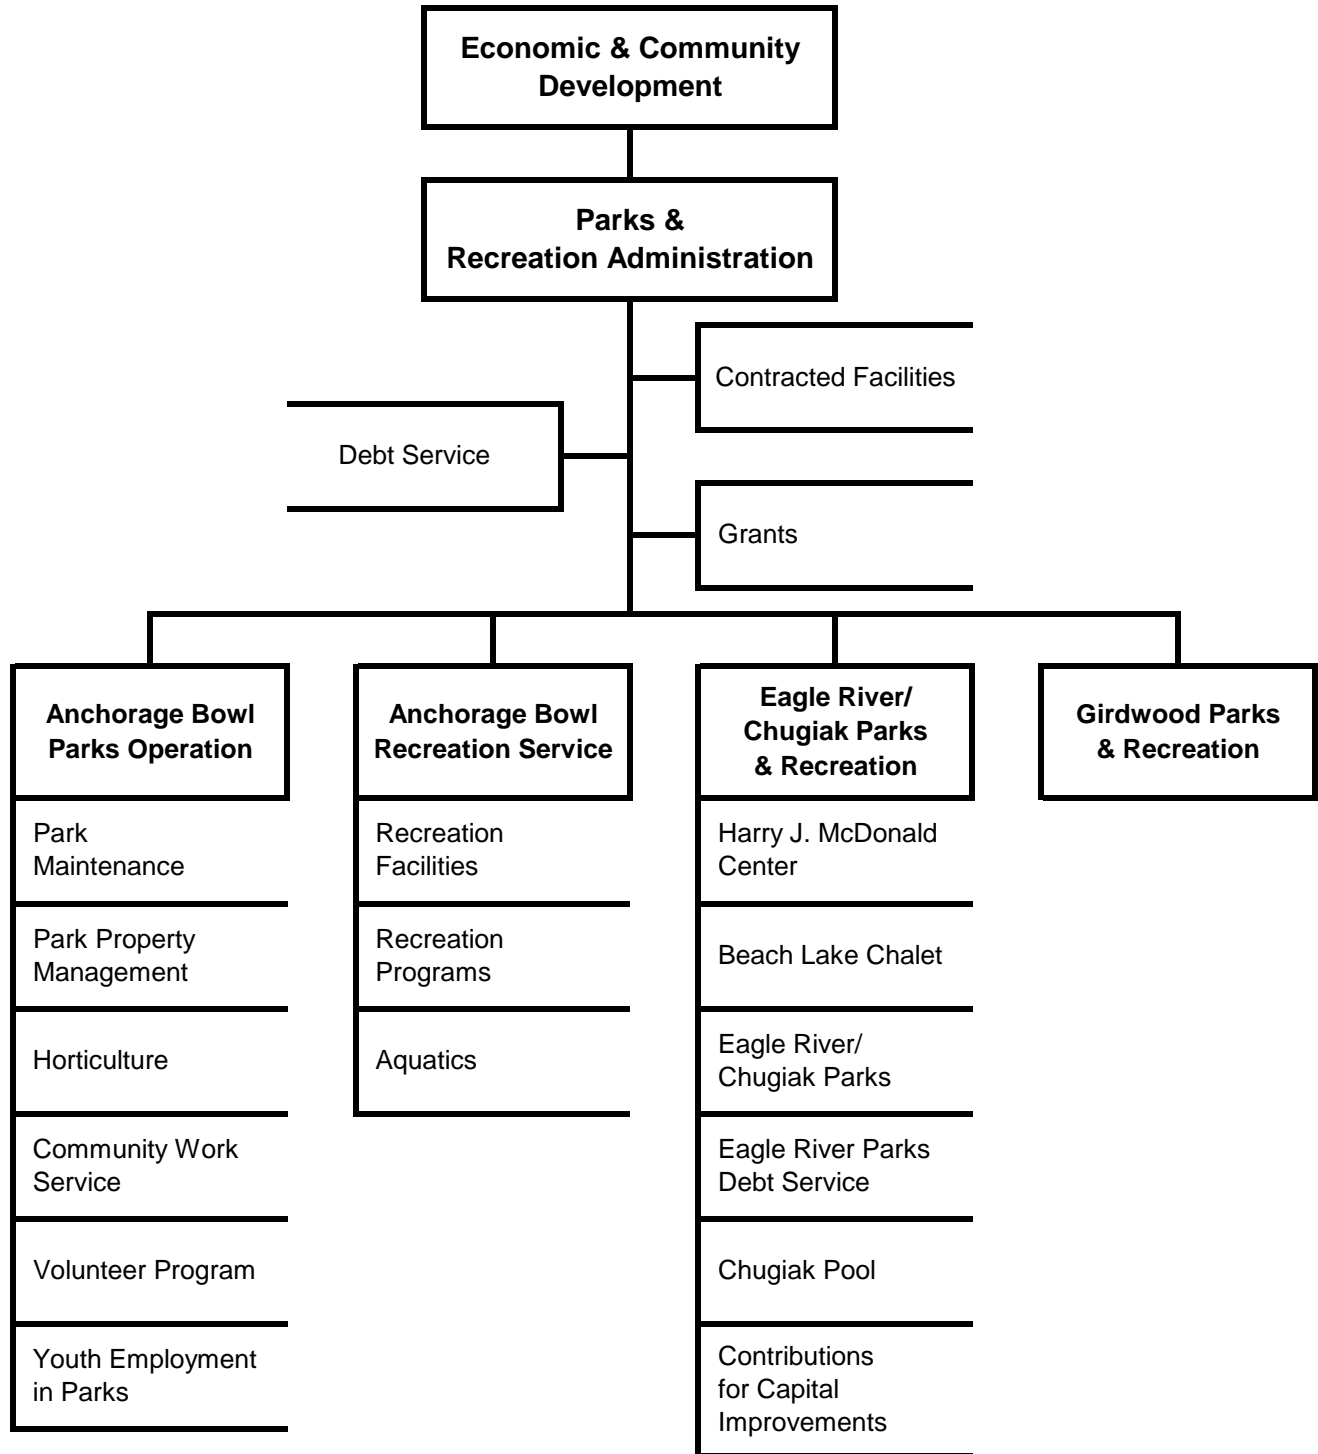 Economic & Community
Development
Parks &
Recreation Administration
Contracted Facilities
Debt Service
Grants
Anchorage Bowl
Parks Operation
Park
Maintenance
Park Property
Management
Horticulture
Community Work
Service
Volunteer Program
Youth Employment
in Parks
Anchorage Bowl
Recreation Service
Recreation
Facilities
Recreation
Programs
Aquatics
Eagle River/
Chugiak Parks
& Recreation
Harry J. McDonald
Center
Beach Lake Chalet
Eagle River/
Chugiak Parks
Eagle River Parks
Debt Service
Chugiak Pool
Contributions
for Capital
Improvements
Girdwood Parks
& Recreation